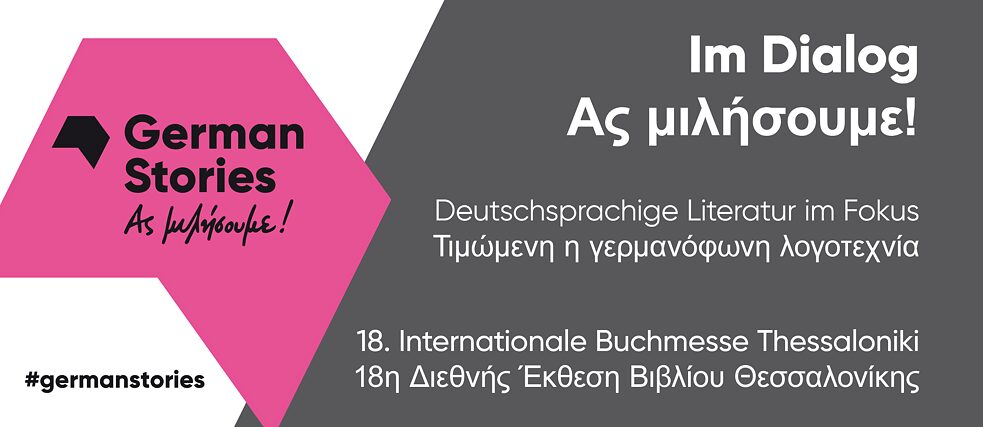 German
Stories
Ας μιλήσουμε!
#germanstories
Im Dialog
Ας μιλήσουμε!
Deutschsprachige Literatur im Fokus
Τιμώμενη η γερμανόφωνη λογοτεχνία
18. Internationale Buchmesse Thessaloniki
18η Διεθνής Έκθεση Βιβλίου Θεσσαλονίκης